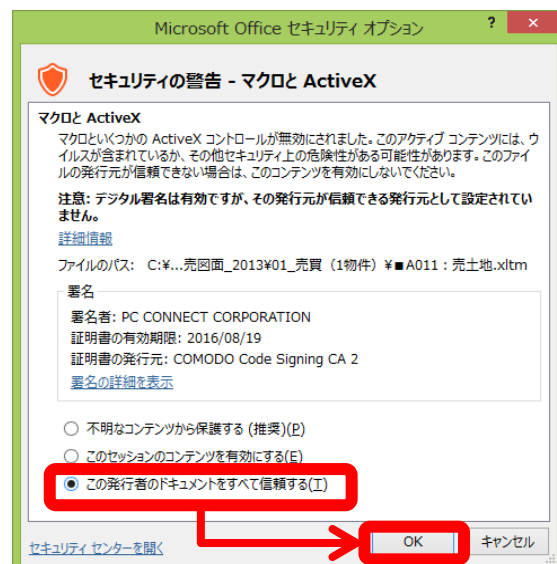 Microsoft Office セキュリティ オプション
? ×
セキュリティの警告 - マクロと ActiveX
マクロと ActiveX
マクロといくつかの ActiveX コントロールが無効にされました。このアクティブ コンテンツには、ウ
イルスが含まれているか、その他セキュリティ上の危険性がある可能性があります。このファイ
ルの発行元が信頼できない場合は、このコンテンツを有効にしないでください。
注意: デジタル署名は有効ですが、その発行元が信頼できる発行元として設定されてい
ません。
詳細情報
ファイルのパス: C:¥...売図面_2013¥01_売買（1物件）¥■A011：売土地.xltm
署名
署名者: PC CONNECT CORPORATION
証明書の有効期限: 2016/08/19
証明書の発行元: COMODO Code Signing CA 2
署名の詳細を表示
不明なコンテンツから保護する (推奨)(P)
このセッションのコンテンツを有効にする(E)
この発行者のドキュメントをすべて信頼する(T)
セキュリティ センターを開く
OK
キャンセル